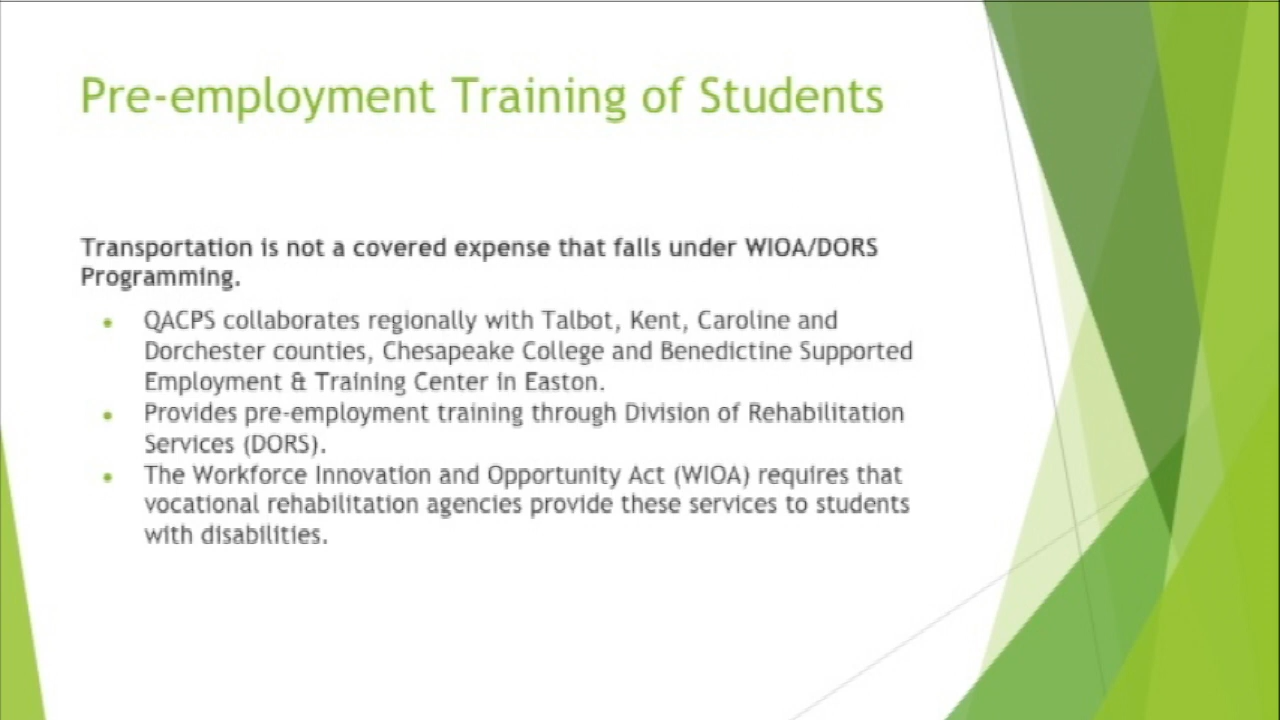 Pre-employment Training of Students
Transportation is not a covered expense that falls under WIOA/DORS
Programming.
QACPS collaborates regionally with Talbot, Kent, Caroline and
Dorchester counties, Chesapeake College and Benedictine Supported
Employment & Training Center in Easton.
Provides pre-employment training through Division of Rehabilitation
Services (DORS).
The Workforce Innovation and Opportunity Act (WIOA) requires that
vocational rehabilitation agencies provide these services to students
with disabilities.